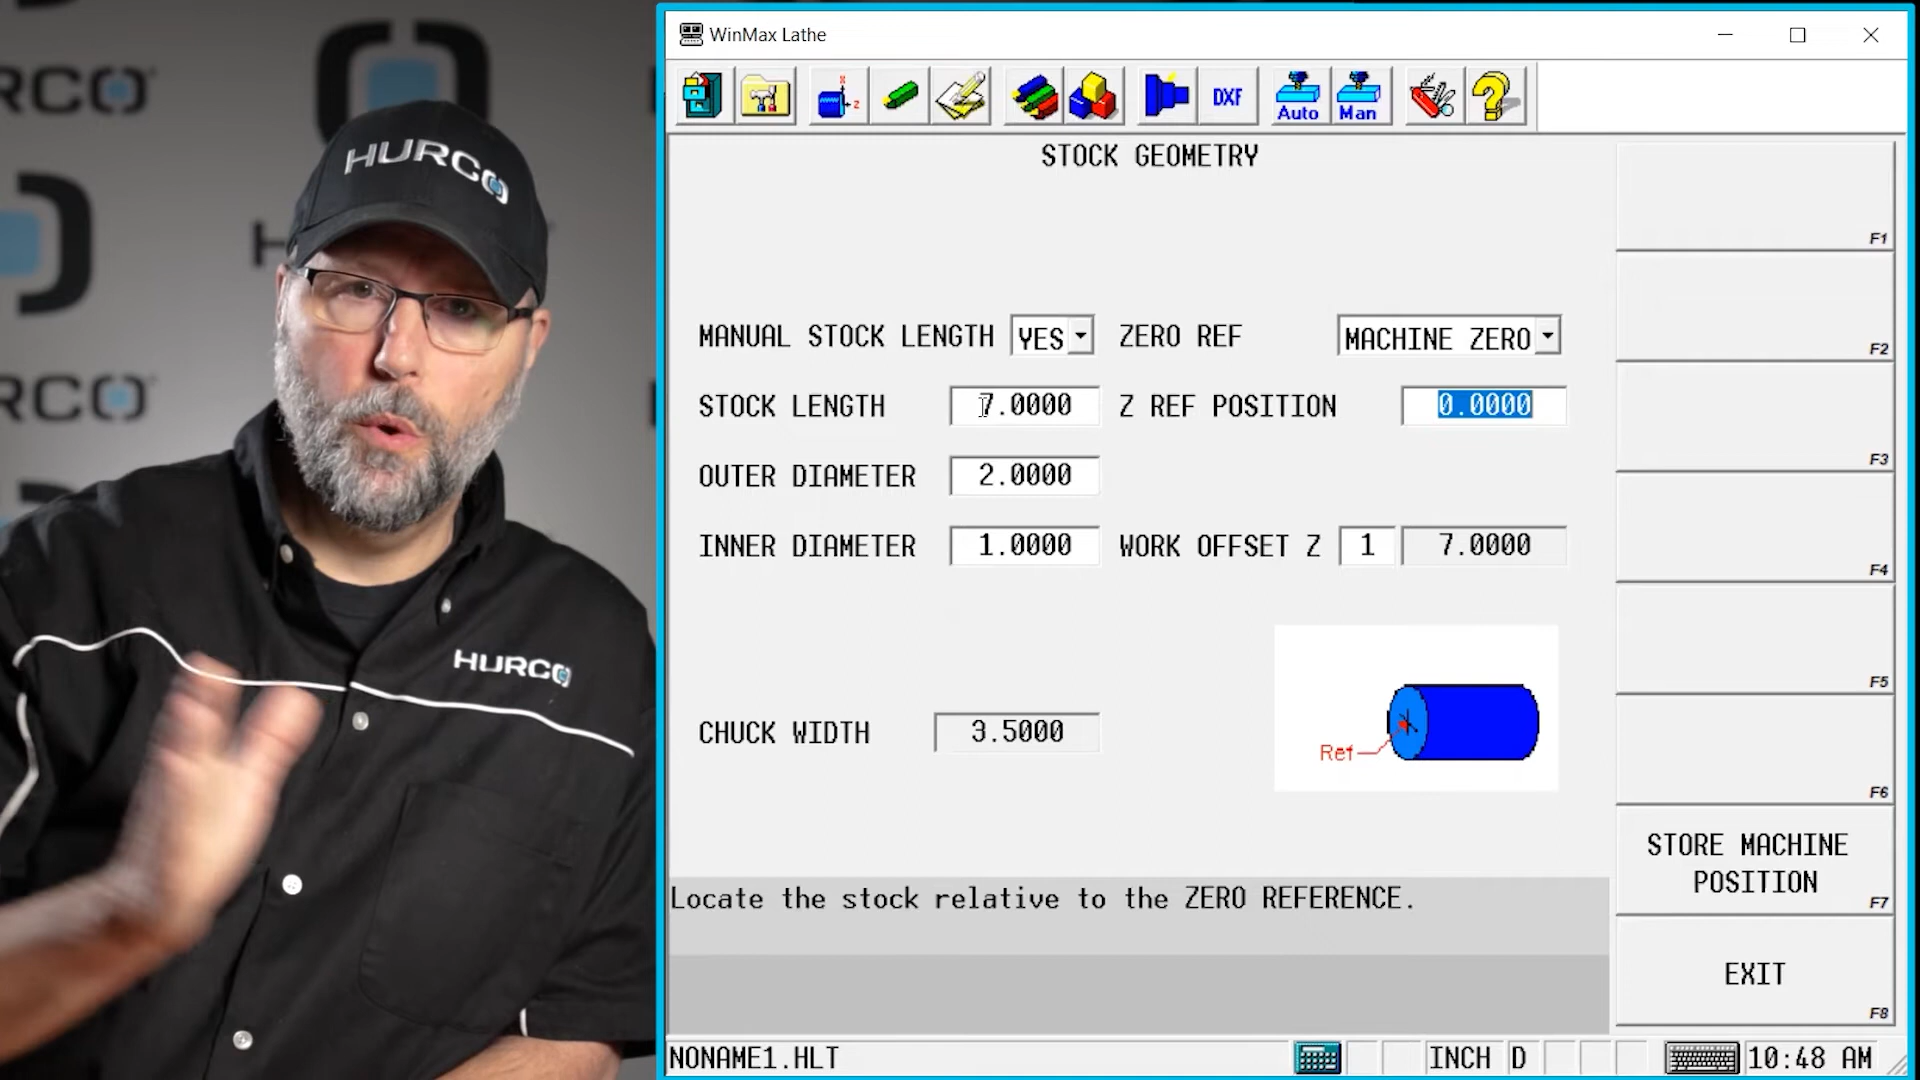 HURCO
HURCO
RCO
RCO
H
WinMax Lathe
DXF
Auto
Man
X
Z
STOCK GEOMETRY
MANUAL STOCK LENGTH YES ZERO REF MACHINE ZERO
STOCK LENGTH 7.0000 Z REF POSITION 0.0000
OUTER DIAMETER 2.0000
INNER DIAMETER 1.0000 WORK OFFSET Z 1 7.0000
CHUCK WIDTH 3.5000
Ref
Locate the stock relative to the ZERO REFERENCE.
F1
F2
F3
F4
F5
F6
STORE MACHINE
POSITION
F7
EXIT
F8
NONAME1.HLT INCH D 10:48 AM